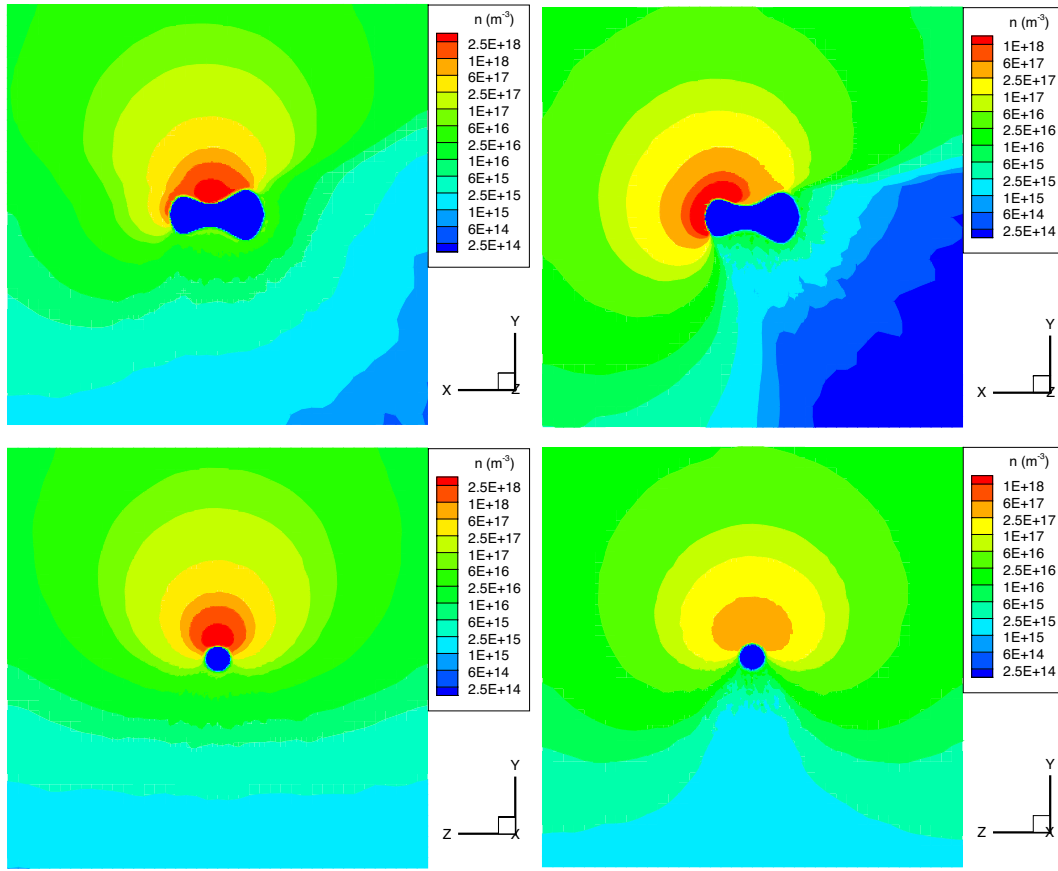 n (m⁻³)
2.5E+18
1E+18
6E+17
2.5E+17
1E+17
6E+16
2.5E+16
1E+16
6E+15
2.5E+15
1E+15
6E+14
2.5E+14
Y
X
Z
n (m⁻³)
1E+18
6E+17
2.5E+17
1E+17
6E+16
2.5E+16
1E+16
6E+15
2.5E+15
1E+15
6E+14
2.5E+14
Y
X
Z
n (m⁻³)
2.5E+18
1E+18
6E+17
2.5E+17
1E+17
6E+16
2.5E+16
1E+16
6E+15
2.5E+15
1E+15
6E+14
2.5E+14
Y
Z
X
n (m⁻³)
1E+18
6E+17
2.5E+17
1E+17
6E+16
2.5E+16
1E+16
6E+15
2.5E+15
1E+15
6E+14
2.5E+14
Y
Z
X